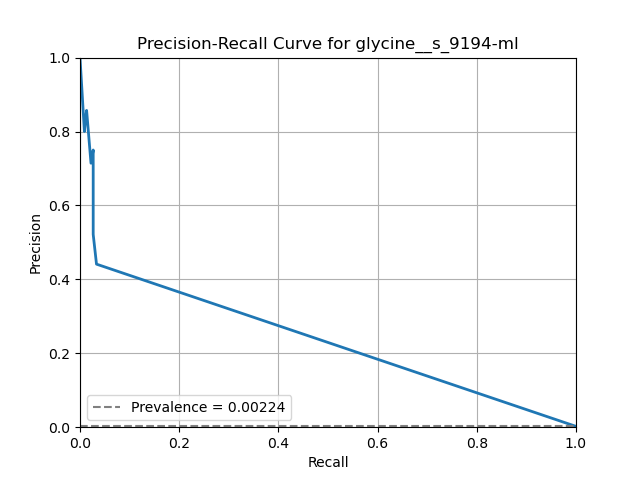 Precision-Recall Curve for glycine__s_9194-ml
1.0
0.8
0.6
0.4
0.2
0.0
Precision
Prevalence = 0.00224
0.0 0.2 0.4 0.6 0.8 1.0
Recall